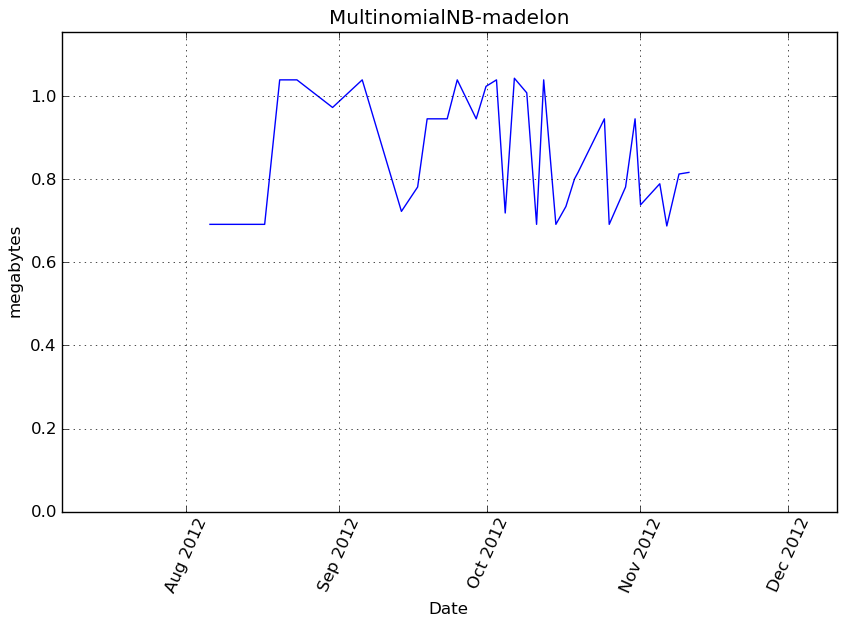 MultinomialNB-madelon
1.0
0.8
0.6
0.4
0.2
0.0
megabytes
Aug 2012
Sep 2012
Oct 2012
Nov 2012
Dec 2012
Date